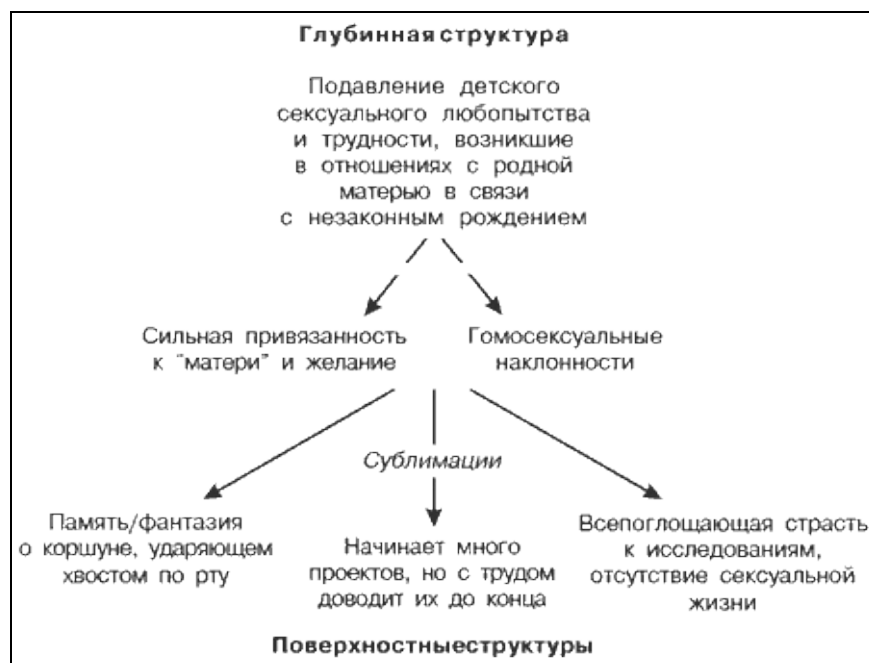 Глубинная структура
Подавление детского
сексуального любопытства
и трудности, возникшие
в отношениях с родной
матерью в связи
с незаконным рождением
Сильная привязанность
к "матери" и желание
Гомосексуальные
наклонности
Сублимации
Память/фантазия
о коршуне, ударяющем
хвостом по рту
Начинает много
проектов, но с трудом
доводит их до конца
Всепоглощающая страсть
к исследованиям,
отсутствие сексуальной
жизни
Поверхностныеструктуры